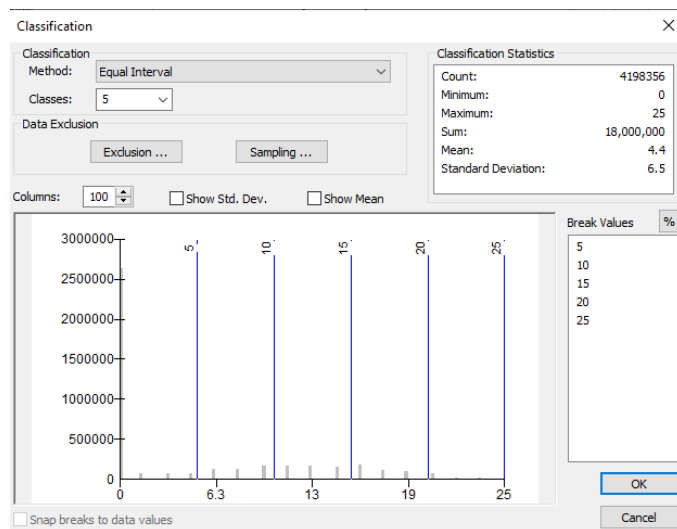 Classification
Classification
Method: Equal Interval
Classes: 5
Data Exclusion
Exclusion ... Sampling ...
Classification Statistics
Count: 4198356
Minimum: 0
Maximum: 25
Sum: 18,000,000
Mean: 4.4
Standard Deviation: 6.5
Columns: 100 Show Std. Dev. Show Mean
Break Values %
5
10
15
20
25
5 10 15 20 25
3000000
2500000
2000000
1500000
1000000
500000
0
0 6.3 13 19 25
Snap breaks to data values
OK
Cancel